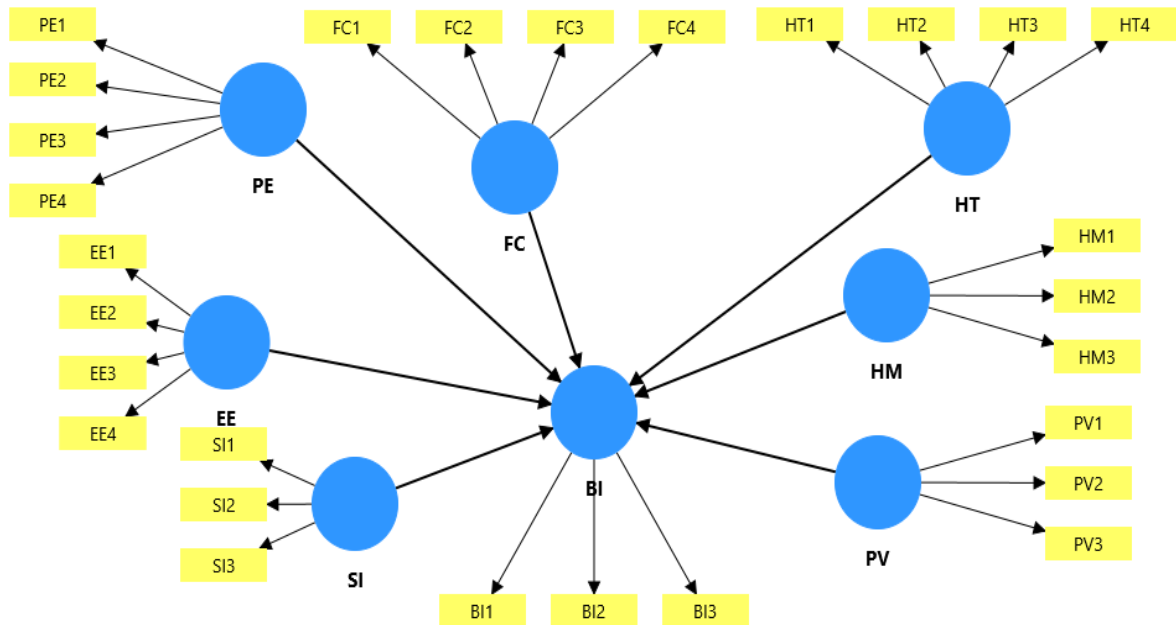 PE1
PE2
PE3
PE4
PE
FC1
FC2
FC3
FC4
FC
HT1
HT2
HT3
HT4
HT
EE1
EE2
EE3
EE4
EE
HM1
HM2
HM3
HM
SI1
SI2
SI3
SI
BI
BI1
BI2
BI3
PV1
PV2
PV3
PV